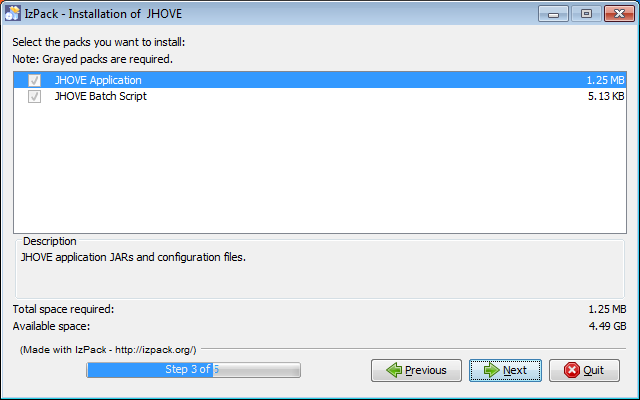 IzPack - Installation of  JHOVE
Select the packs you want to install:
Note: Grayed packs are required.
JHOVE Application 1.25 MB
JHOVE Batch Script 5.13 KB
Description
JHOVE application JARs and configuration files.
Total space required: 1.25 MB
Available space: 4.49 GB
(Made with IzPack - http://izpack.org/)
Step 3 of 5
Previous
Next
Quit